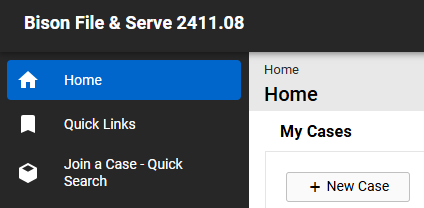 Bison File & Serve 2411.08
Home
Home
Home
Quick Links
My Cases
Join a Case - Quick
Search
+ New Case